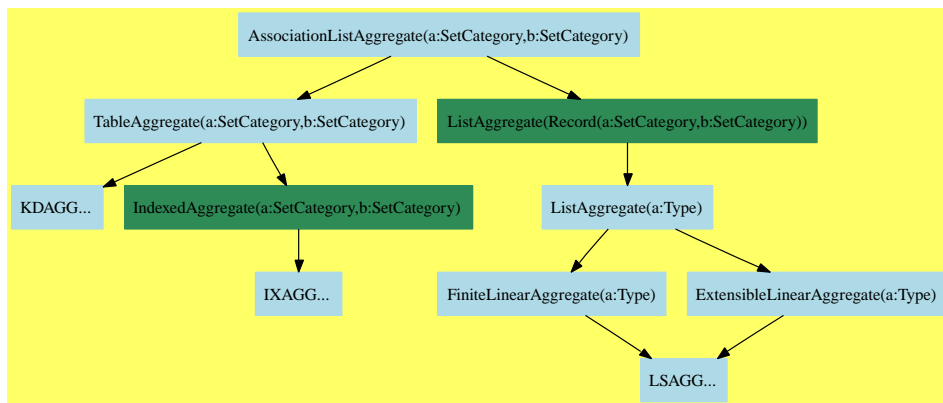 AssociationListAggregate(a:SetCategory,b:SetCategory)
TableAggregate(a:SetCategory,b:SetCategory)
ListAggregate(Record(a:SetCategory,b:SetCategory))
KDAGG...
IndexedAggregate(a:SetCategory,b:SetCategory)
ListAggregate(a:Type)
IXAGG...
FiniteLinearAggregate(a:Type)
ExtensibleLinearAggregate(a:Type)
LSAGG...